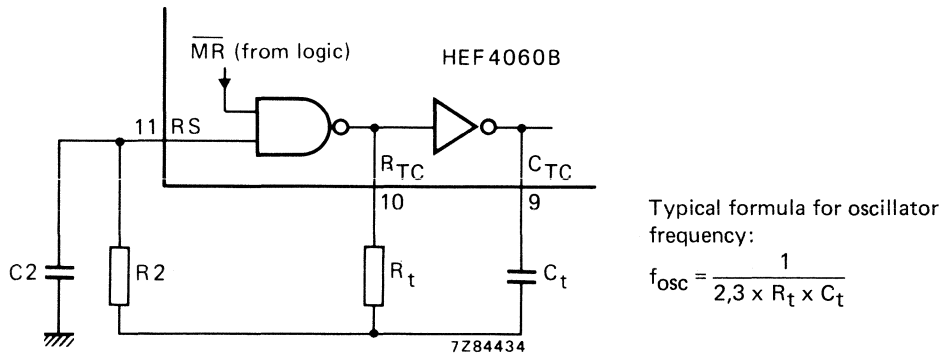 M̅R̅ (from logic)
HEF4060B
11 RS
RTC
CTC
10
9
C2
R2
Rt
Ct
7Z84434
Typical formula for oscillator
frequency:
fosc = 1 / 2,3 x Rt x Ct